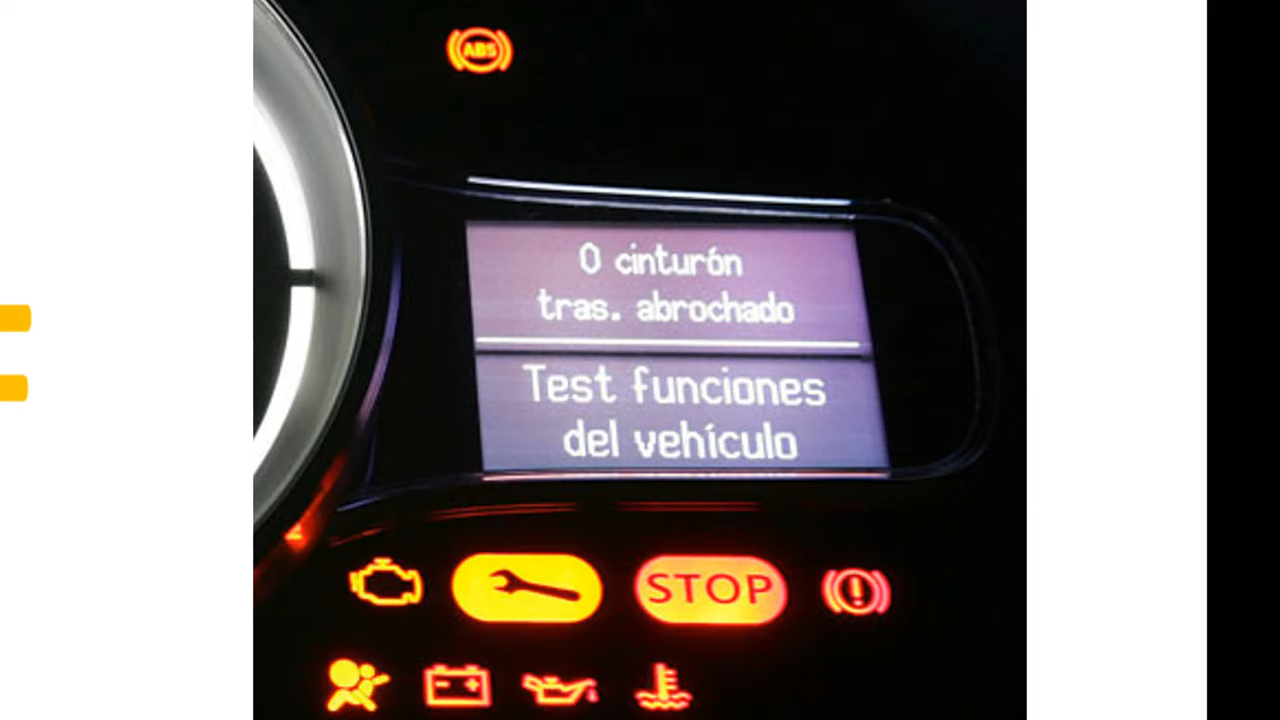 ABS
0 cinturón
tras. abrochado
Test funciones
del vehículo
STOP